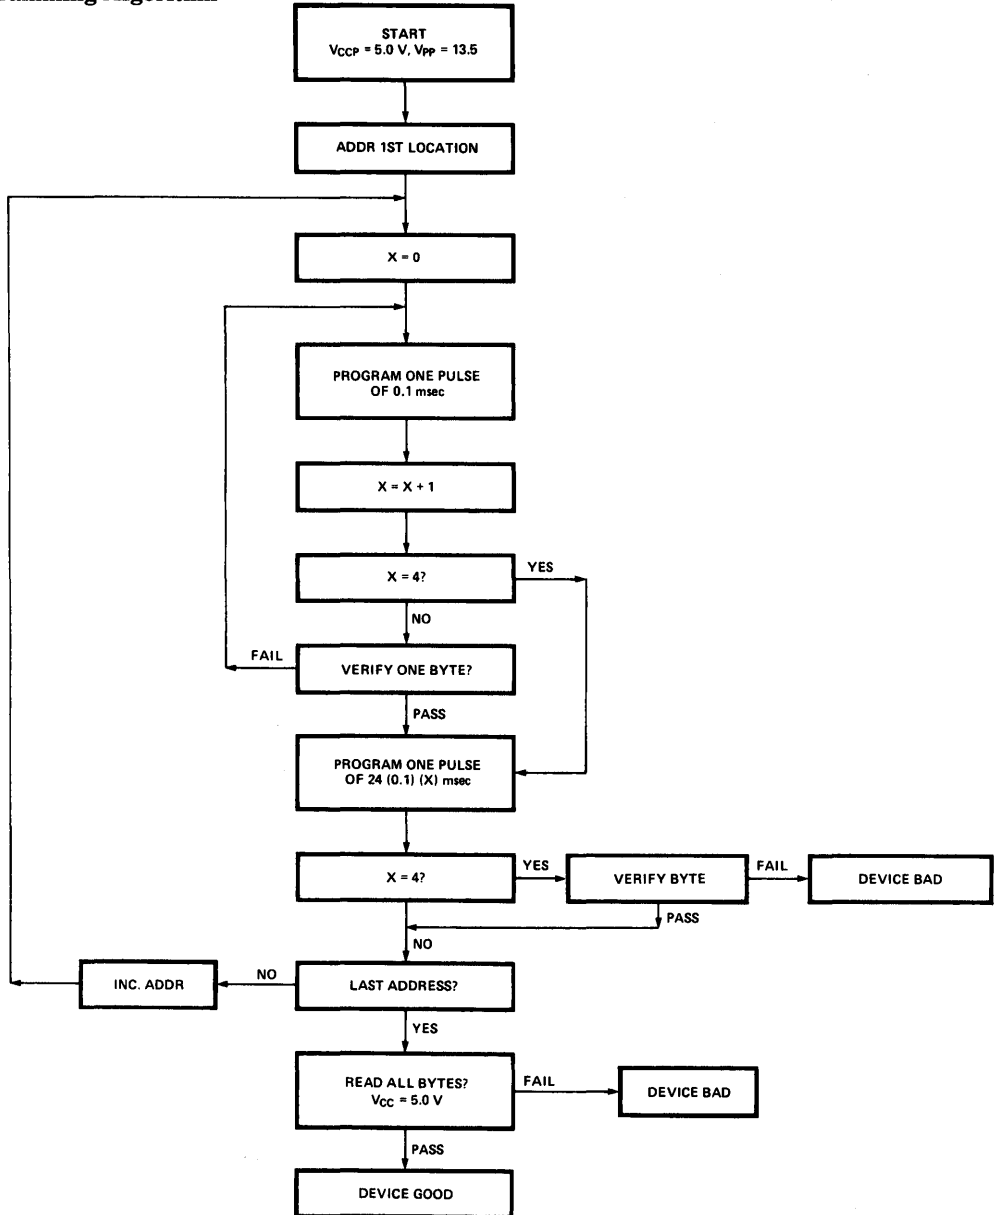 START
VCCP = 5.0 V, VPP = 13.5
ADDR 1ST LOCATION
X = 0
PROGRAM ONE PULSE
OF 0.1 msec
X = X + 1
X = 4?
YES
NO
FAIL
VERIFY ONE BYTE?
PASS
PROGRAM ONE PULSE
OF 24 (0.1) (X) msec
X = 4?
YES
VERIFY BYTE
FAIL
DEVICE BAD
PASS
NO
INC. ADDR
NO
LAST ADDRESS?
YES
READ ALL BYTES?
VCC = 5.0 V
FAIL
DEVICE BAD
PASS
DEVICE GOOD